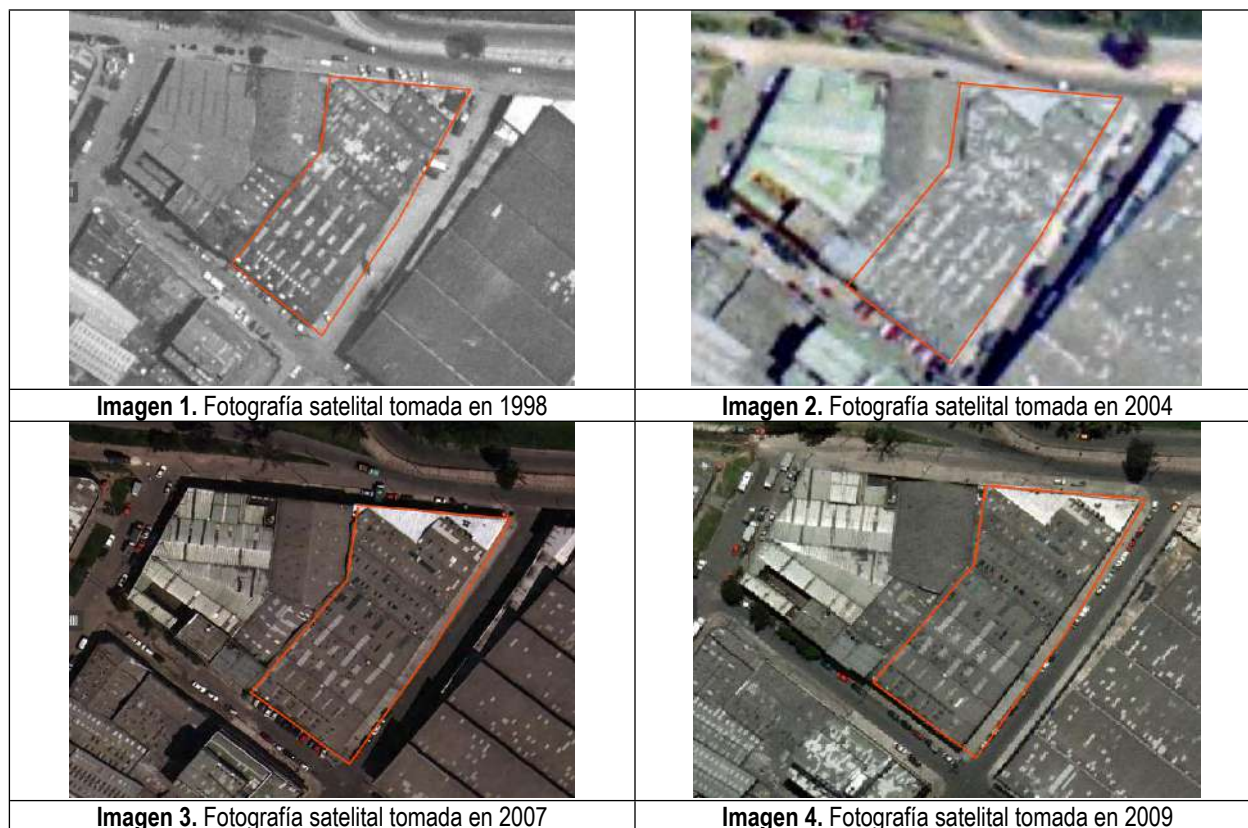 Imagen 1. Fotografía satelital tomada en 1998
Imagen 2. Fotografía satelital tomada en 2004
Imagen 3. Fotografía satelital tomada en 2007
Imagen 4. Fotografía satelital tomada en 2009